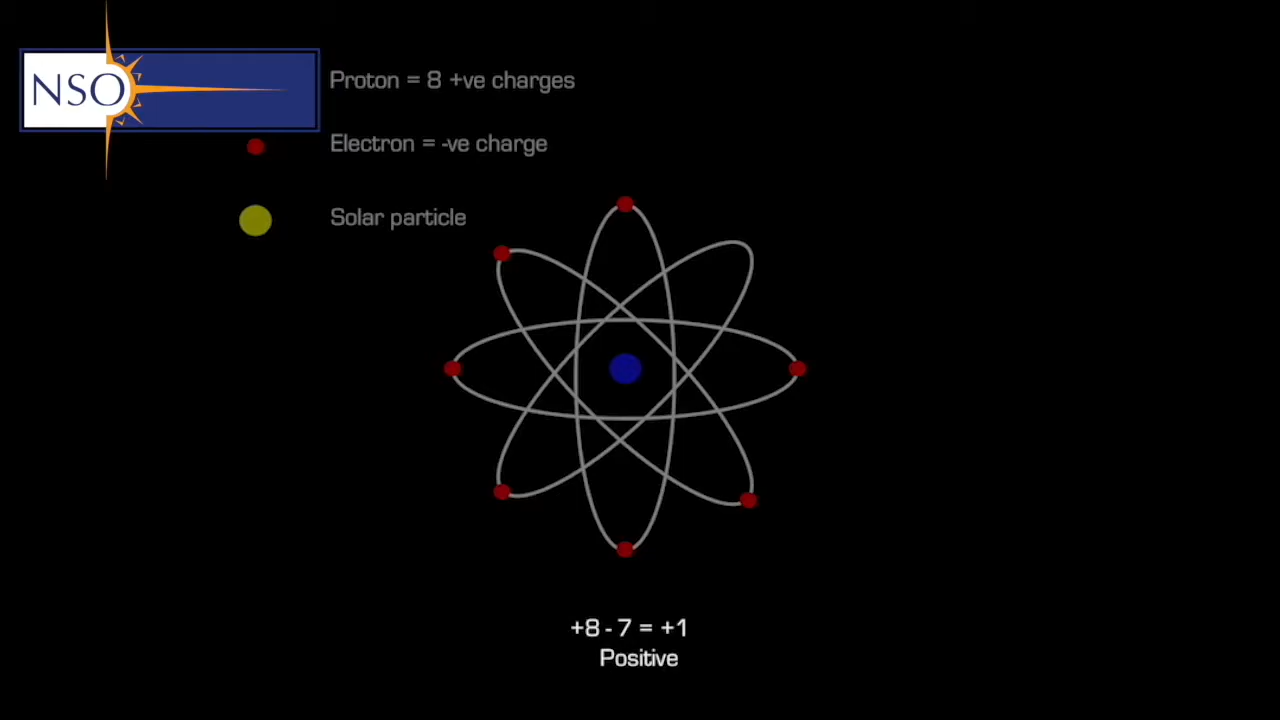 NSO
Proton = 8 +ve charges
Electron = -ve charge
Solar particle
+8 - 7 = +1
Positive